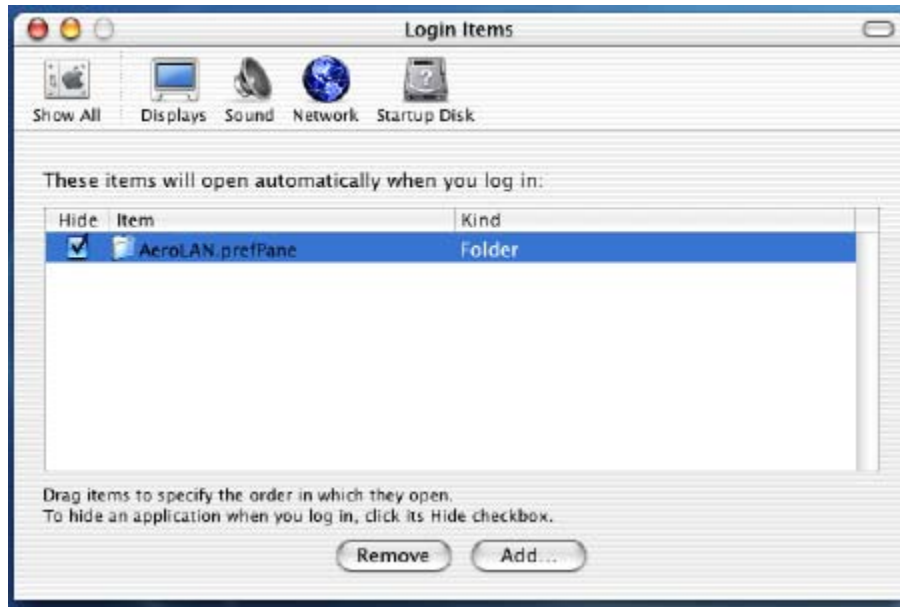 Login Items
Show All Displays Sound Network Startup Disk
These items will open automatically when you log in:
Hide Item Kind
AeroLAN.prefPane Folder
Drag items to specify the order in which they open.
To hide an application when you log in, click its Hide checkbox.
Remove Add...